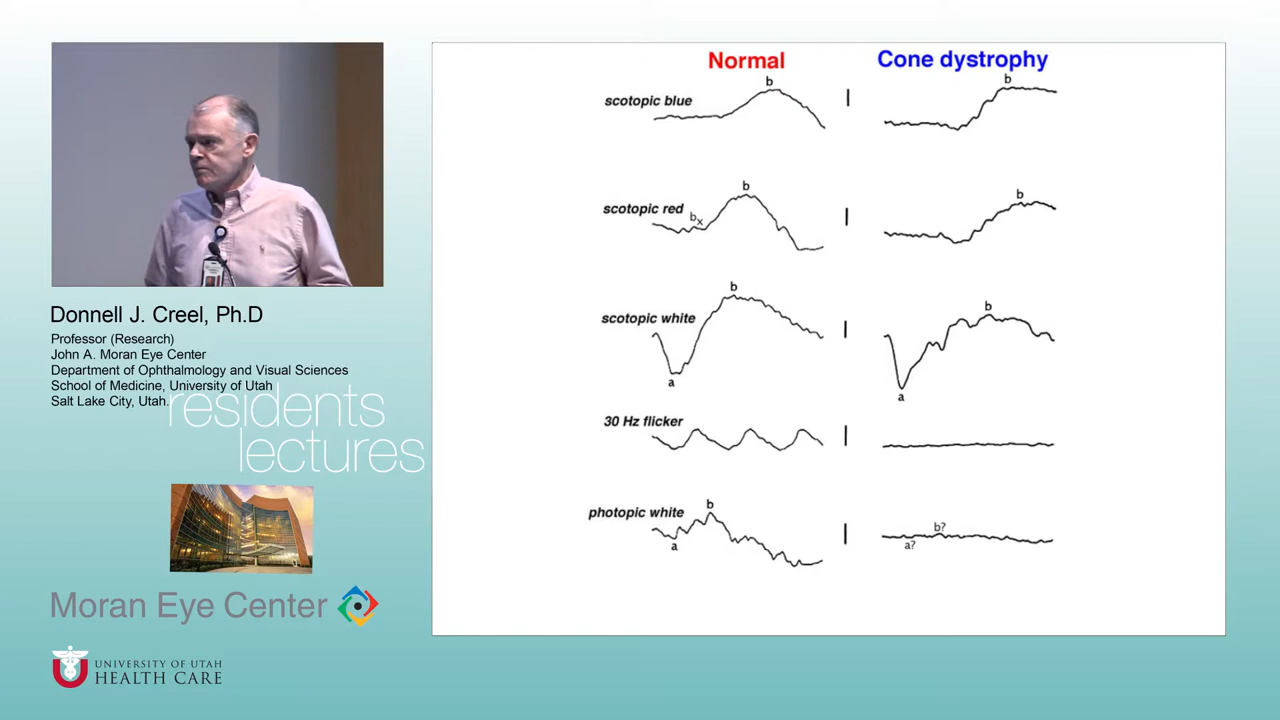 Donnell J. Creel, Ph.D
Professor (Research)
John A. Moran Eye Center
Department of Ophthalmology and Visual Sciences
School of Medicine, University of Utah
Salt Lake City, Utah.
residents
lectures
Moran Eye Center
UNIVERSITY OF UTAH
HEALTH CARE
Normal
Cone dystrophy
scotopic blue
b
b
scotopic red
bx
b
b
scotopic white
b
a
b
a
30 Hz flicker
photopic white
b
a
b?
a?